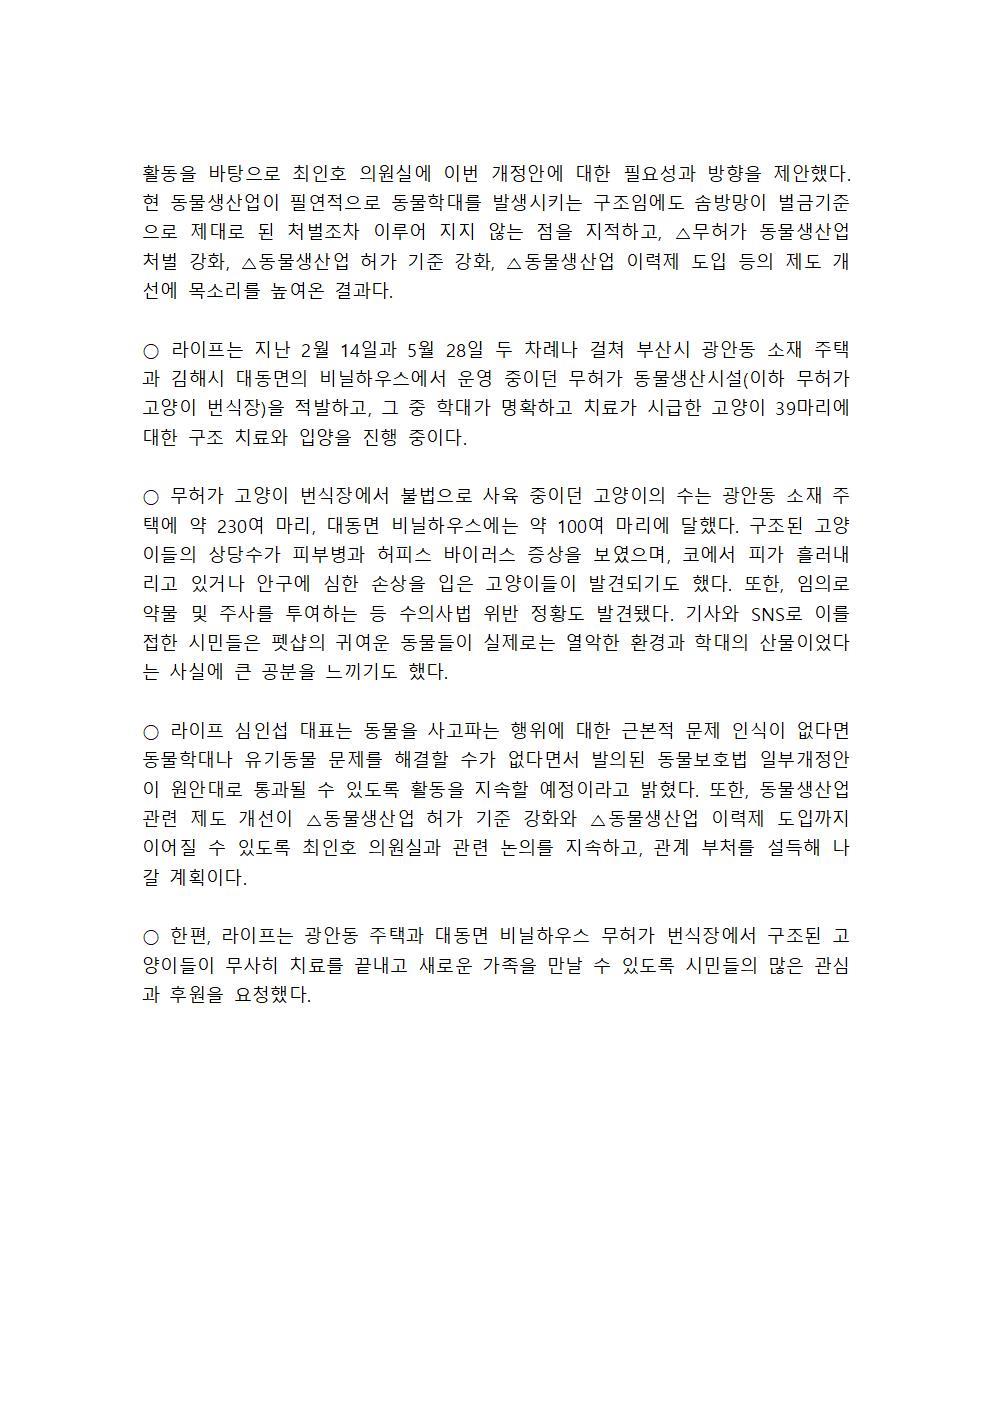 활동을 바탕으로 최인호 의원실에 이번 개정안에 대한 필요성과 방향을 제안했다.
현 동물생산업이 필연적으로 동물학대를 발생시키는 구조임에도 솜방망이 벌금기준
으로 제대로 된 처벌조차 이루어 지지 않는 점을 지적하고, △무허가 동물생산업
처벌 강화, △동물생산업 허가 기준 강화, △동물생산업 이력제 도입 등의 제도 개
선에 목소리를 높여온 결과다.
○ 라이프는 지난 2월 14일과 5월 28일 두 차례나 걸쳐 부산시 광안동 소재 주택
과 김해시 대동면의 비닐하우스에서 운영 중이던 무허가 동물생산시설(이하 무허가
고양이 번식장)을 적발하고, 그 중 학대가 명확하고 치료가 시급한 고양이 39마리에
대한 구조 치료와 입양을 진행 중이다.
○ 무허가 고양이 번식장에서 불법으로 사육 중이던 고양이의 수는 광안동 소재 주
택에 약 230여 마리, 대동면 비닐하우스에는 약 100여 마리에 달했다. 구조된 고양
이들의 상당수가 피부병과 허피스 바이러스 증상을 보였으며, 코에서 피가 흘러내
리고 있거나 안구에 심한 손상을 입은 고양이들이 발견되기도 했다. 또한, 임의로
약물 및 주사를 투여하는 등 수의사법 위반 정황도 발견됐다. 기사와 SNS로 이를
접한 시민들은 펫샵의 귀여운 동물들이 실제로는 열악한 환경과 학대의 산물이었다
는 사실에 큰 공분을 느끼기도 했다.
○ 라이프 심인섭 대표는 동물을 사고파는 행위에 대한 근본적 문제 인식이 없다면
동물학대나 유기동물 문제를 해결할 수가 없다면서 발의된 동물보호법 일부개정안
이 원안대로 통과될 수 있도록 활동을 지속할 예정이라고 밝혔다. 또한, 동물생산업
관련 제도 개선이 △동물생산업 허가 기준 강화와 △동물생산업 이력제 도입까지
이어질 수 있도록 최인호 의원실과 관련 논의를 지속하고, 관계 부처를 설득해 나
갈 계획이다.
○ 한편, 라이프는 광안동 주택과 대동면 비닐하우스 무허가 번식장에서 구조된 고
양이들이 무사히 치료를 끝내고 새로운 가족을 만날 수 있도록 시민들의 많은 관심
과 후원을 요청했다.